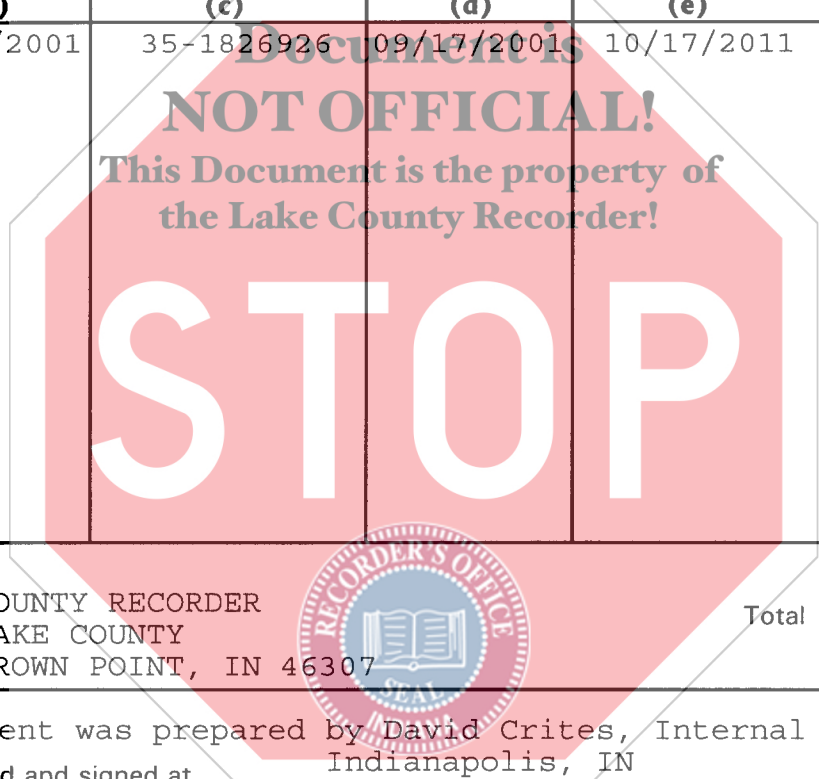 ) (c) (d) (e)
/2001 35-1826926 09/17/2001 10/17/2011
Document is
NOT OFFICIAL!
This Document is the property of
the Lake County Recorder!
STOP
OUNTY RECORDER
AKE COUNTY
ROWN POINT, IN 46307
Total
RECORDER'S OFFICE
SEAL
INDIANA
ent was prepared by David Crites, Internal
Indianapolis, IN
d and signed at